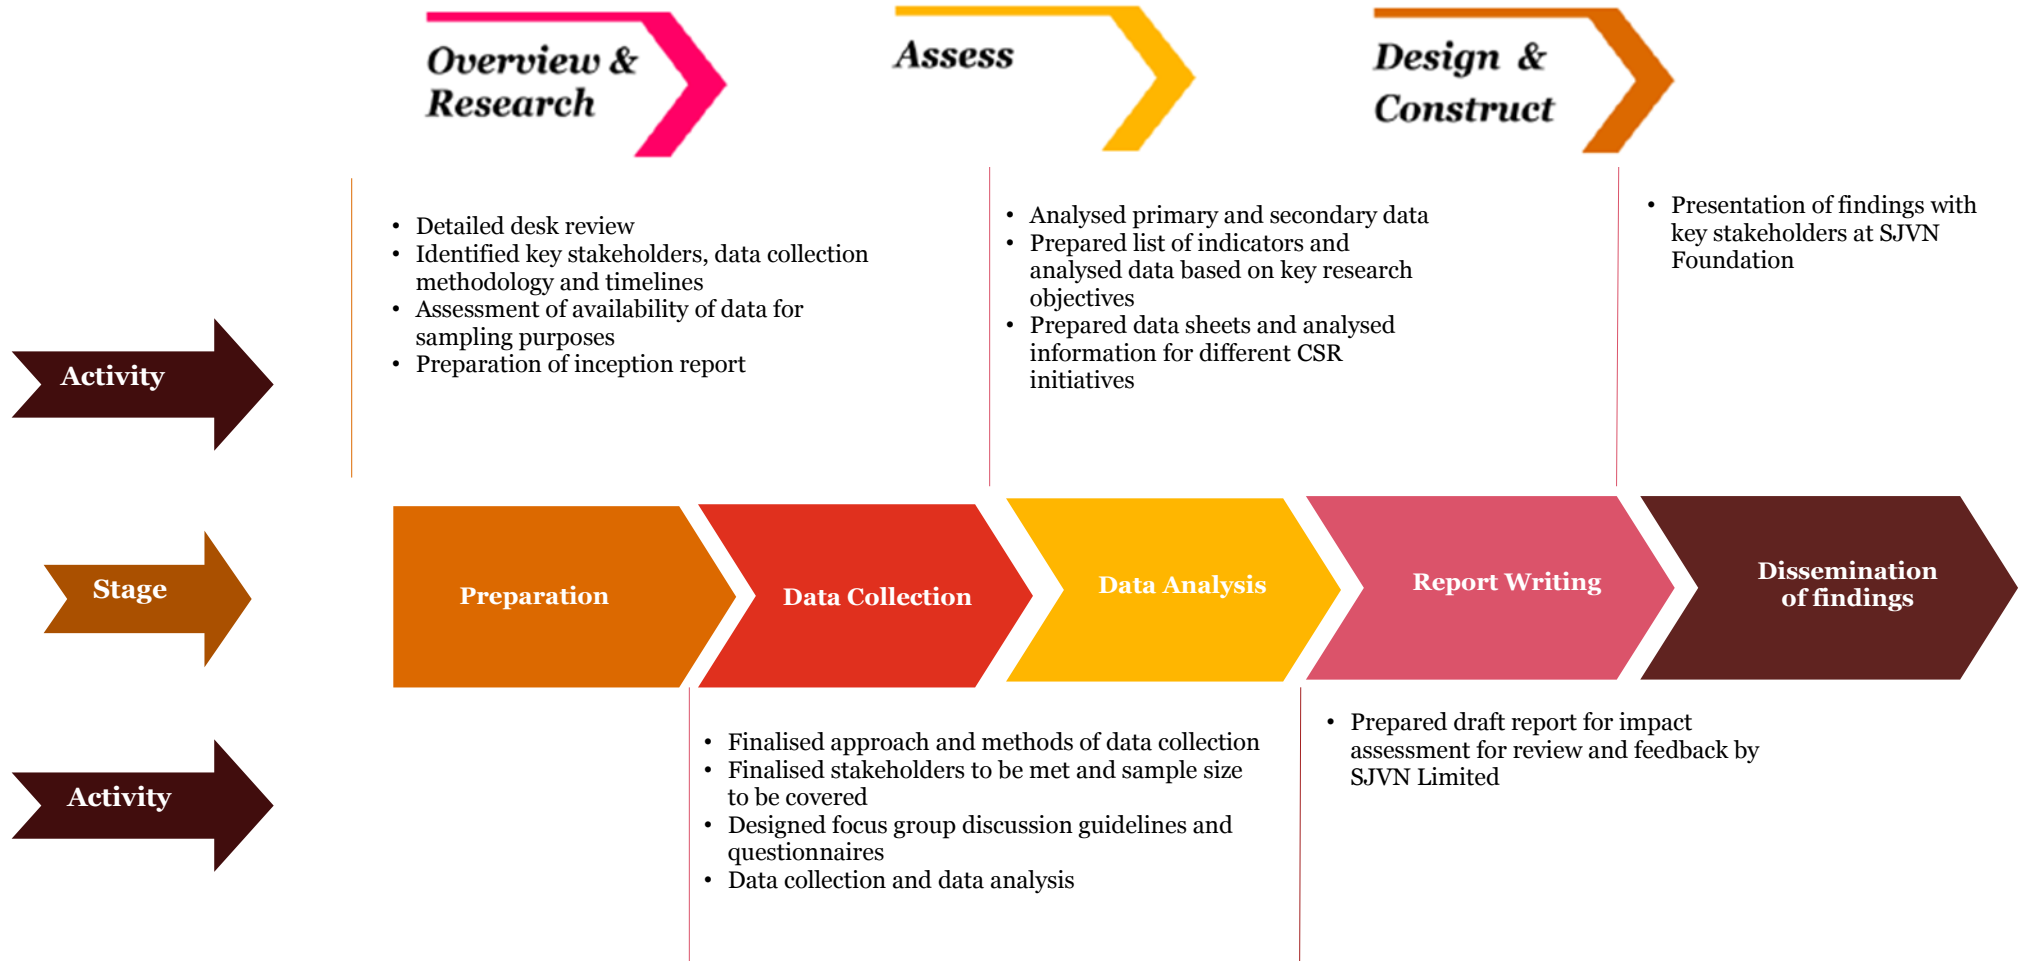 Overview &
Research
Assess
Design &
Construct
• Detailed desk review
• Identified key stakeholders, data collection
methodology and timelines
• Assessment of availability of data for
sampling purposes
• Preparation of inception report
• Analysed primary and secondary data
• Prepared list of indicators and
analysed data based on key research
objectives
• Prepared data sheets and analysed
information for different CSR
initiatives
• Presentation of findings with
key stakeholders at SJVN
Foundation
Activity
Stage
Preparation
Data Collection
Data Analysis
Report Writing
Dissemination
of findings
Activity
• Finalised approach and methods of data collection
• Finalised stakeholders to be met and sample size
to be covered
• Designed focus group discussion guidelines and
questionnaires
• Data collection and data analysis
• Prepared draft report for impact
assessment for review and feedback by
SJVN Limited